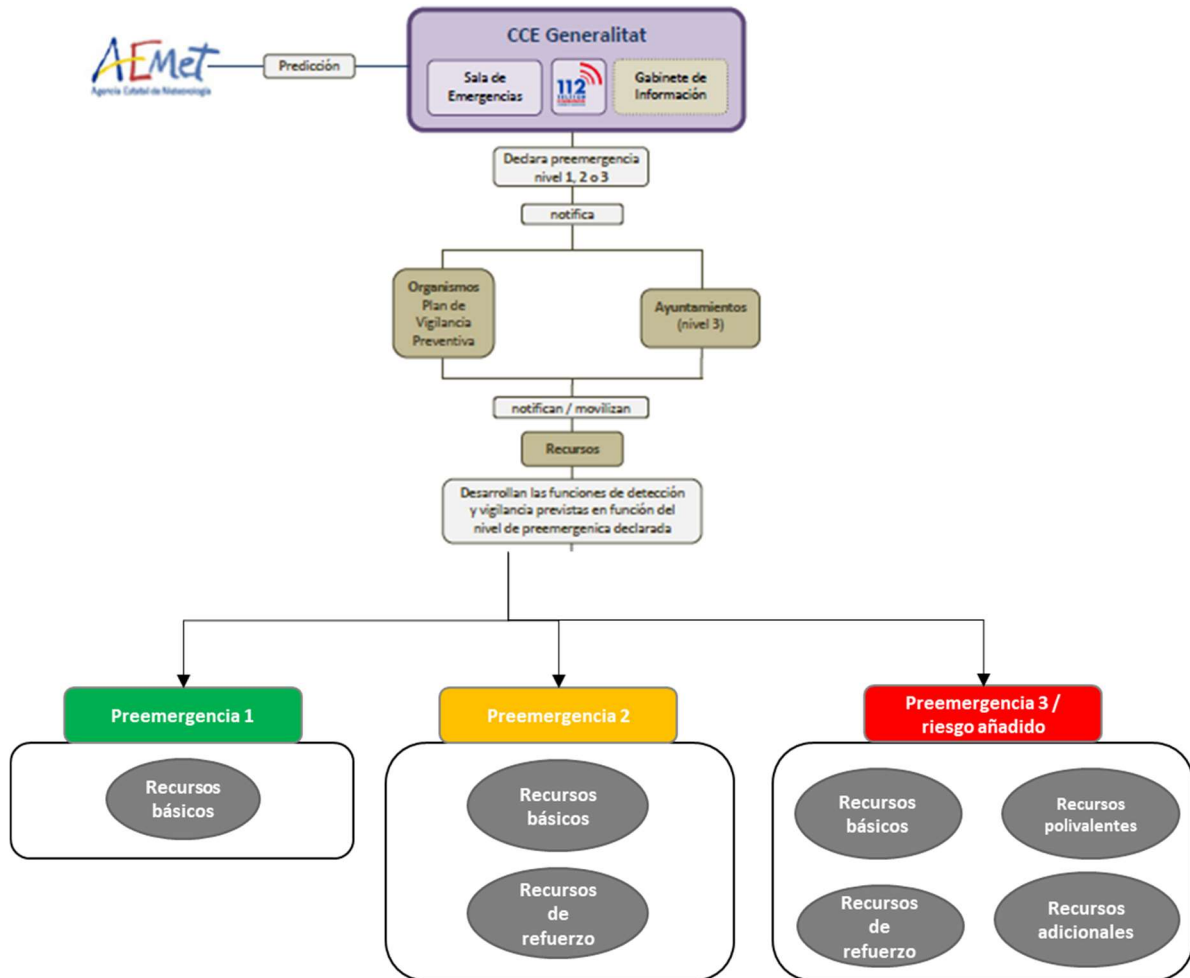 AEMet
Agencia Estatal de Meteorología
Predicción
CCE Generalitat
Sala de
Emergencias
112
Gabinete de
Información
Declara preemergencia
nivel 1, 2 o 3
notifica
Organismos
Plan de
Vigilancia
Preventiva
Ayuntamientos
(nivel 3)
notifican / movilizan
Recursos
Desarrollan las funciones de detección
y vigilancia previstas en función del
nivel de preemergenica declarada
Preemergencia 1
Recursos
básicos
Preemergencia 2
Recursos
básicos
Recursos
de
refuerzo
Preemergencia 3 /
riesgo añadido
Recursos
básicos
Recursos
polivalentes
Recursos
de
refuerzo
Recursos
adicionales